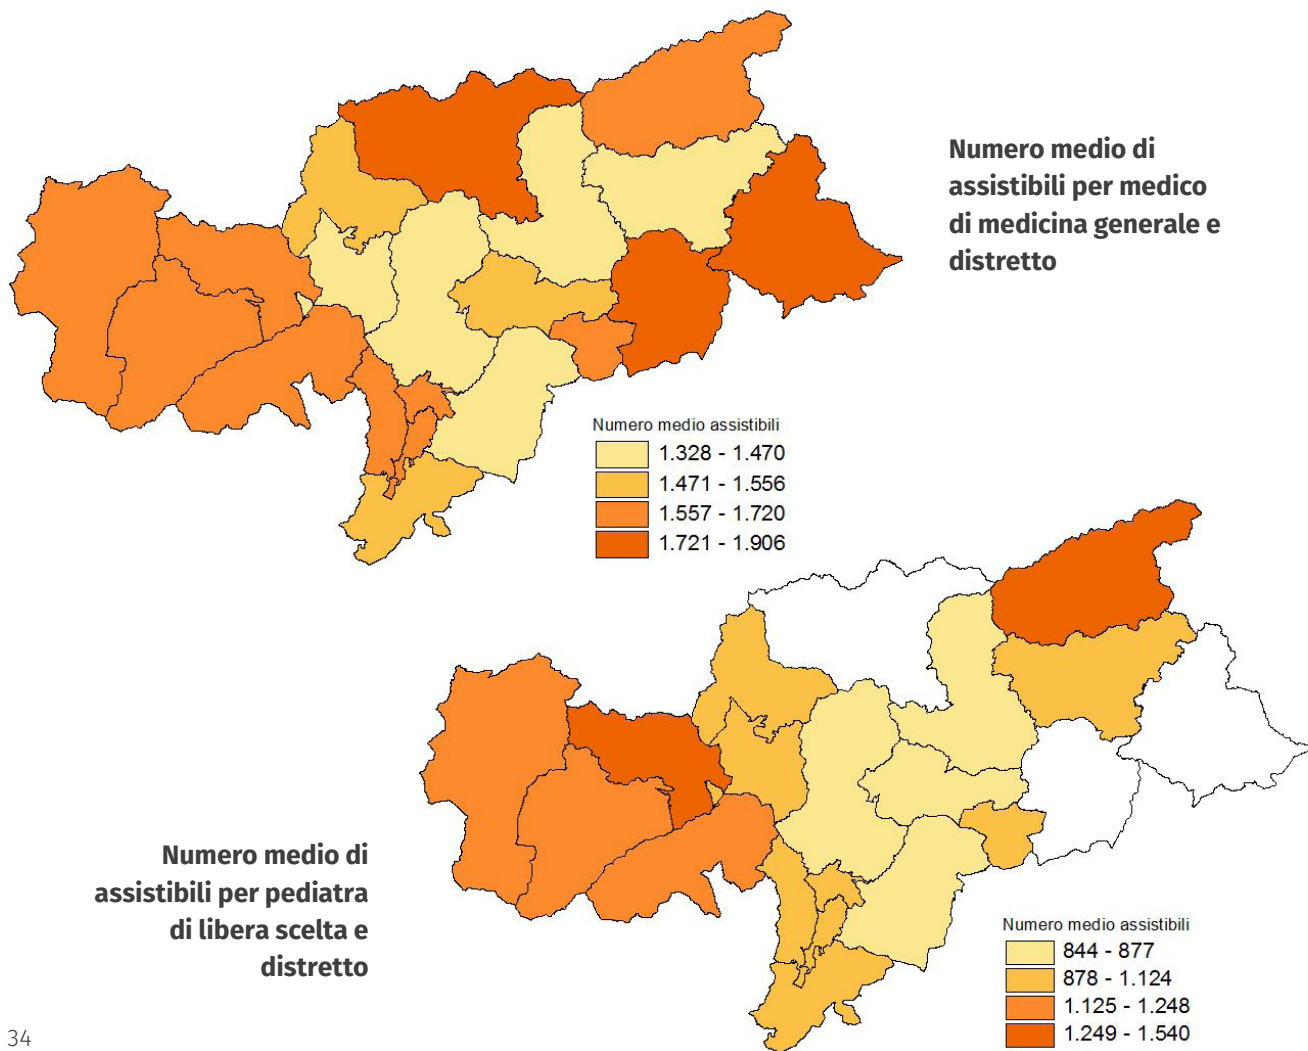 Numero medio di
assistibili per medico
di medicina generale e
distretto
Numero medio assistibili
1.328 - 1.470
1.471 - 1.556
1.557 - 1.720
1.721 - 1.906
Numero medio di
assistibili per pediatra
di libera scelta e
distretto
Numero medio assistibili
844 - 877
878 - 1.124
1.125 - 1.248
1.249 - 1.540
34